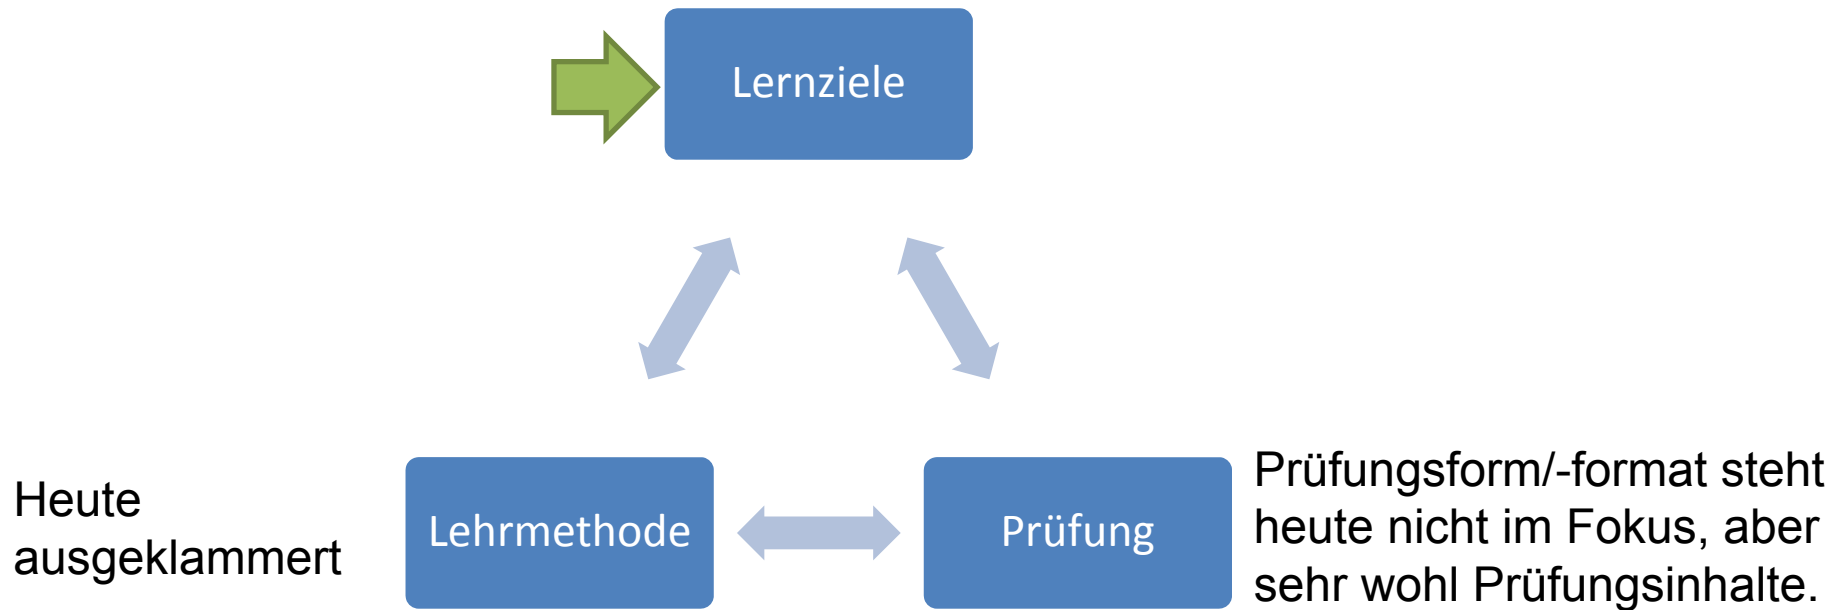 Lernziele
Heute
ausgeklammert
Lehrmethode
Prüfung
Prüfungsform/-format steht
heute nicht im Fokus, aber
sehr wohl Prüfungsinhalte.